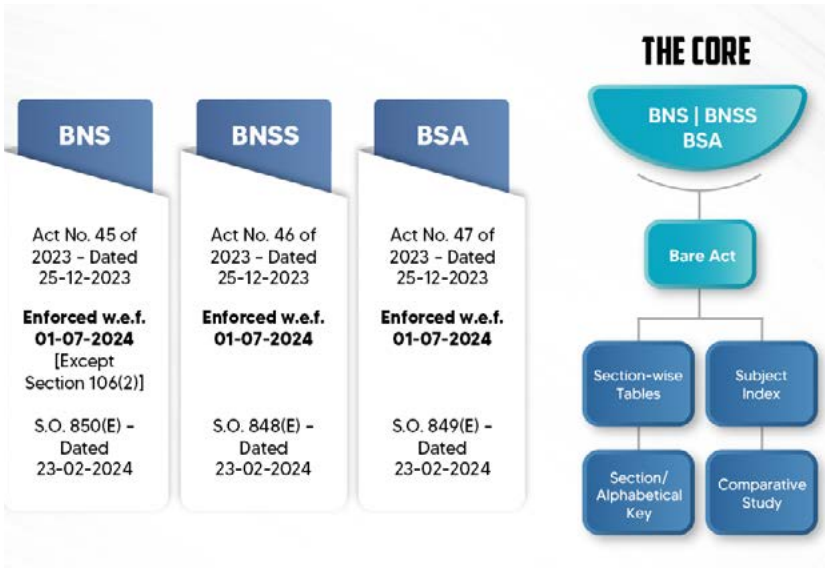 BNS
Act No. 45 of
2023 – Dated
25-12-2023
Enforced w.e.f.
01-07-2024
[Except
Section 106(2)]
S.O. 850(E) –
Dated
23-02-2024
BNSS
Act No. 46 of
2023 – Dated
25-12-2023
Enforced w.e.f.
01-07-2024
S.O. 848(E) –
Dated
23-02-2024
BSA
Act No. 47 of
2023 – Dated
25-12-2023
Enforced w.e.f.
01-07-2024
S.O. 849(E) –
Dated
23-02-2024
THE CORE
BNS | BNSS
BSA
Bare Act
Section-wise
Tables
Subject
Index
Section/
Alphabetical
Key
Comparative
Study